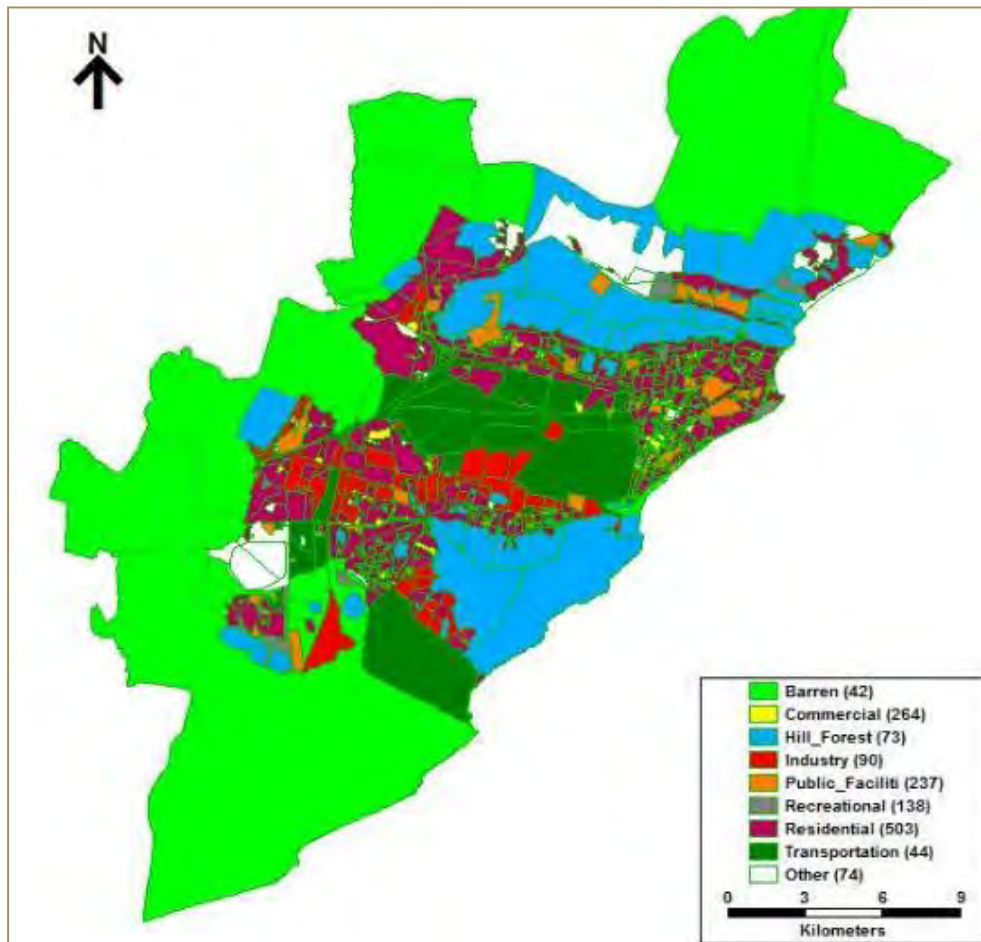 N
Barren (42)
Commercial (264)
Hill_Forest (73)
Industry (90)
Public_Faciliti (237)
Recreational (138)
Residential (503)
Transportation (44)
Other (74)
0 3 6 9
Kilometers